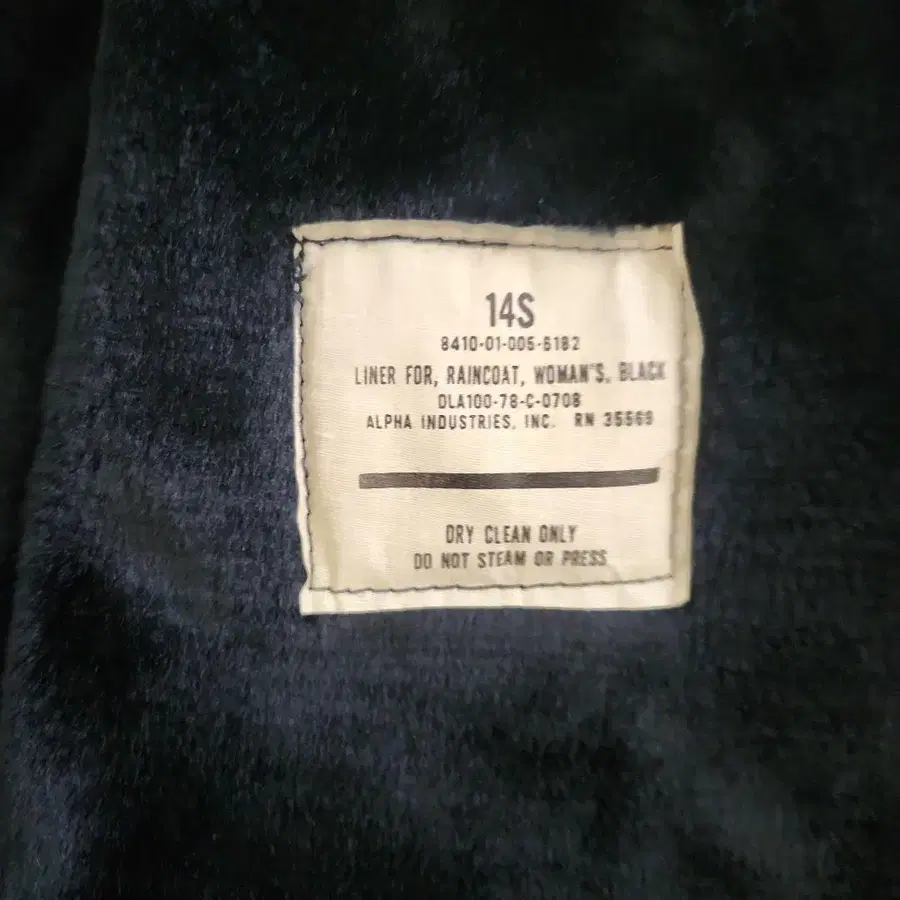 14S
8410-01-005-6182
LINER FOR, RAINCOAT, WOMAN'S, BLACK
DLA100-78-C-0708
ALPHA INDUSTRIES, INC. RN 35569
DRY CLEAN ONLY
DO NOT STEAM OR PRESS